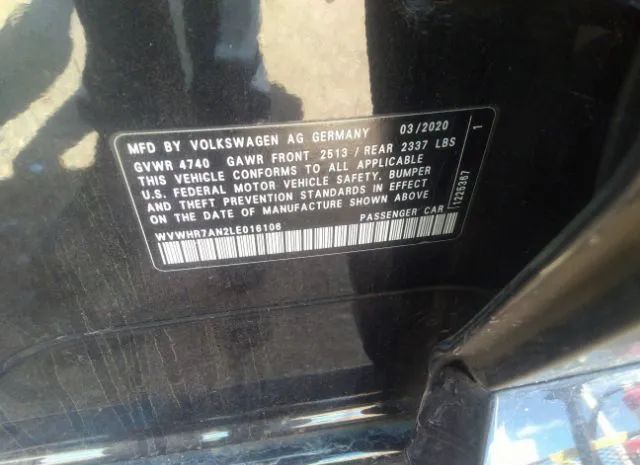 MFD BY VOLKSWAGEN AG GERMANY 03/2020
GVWR 4740 GAWR FRONT 2513 / REAR 2337 LBS
THIS VEHICLE CONFORMS TO ALL APPLICABLE
U.S. FEDERAL MOTOR VEHICLE SAFETY, BUMPER
AND THEFT PREVENTION STANDARDS IN EFFECT
ON THE DATE OF MANUFACTURE SHOWN ABOVE
WVWHR7AN2LE016106 PASSENGER CAR
1225367
1